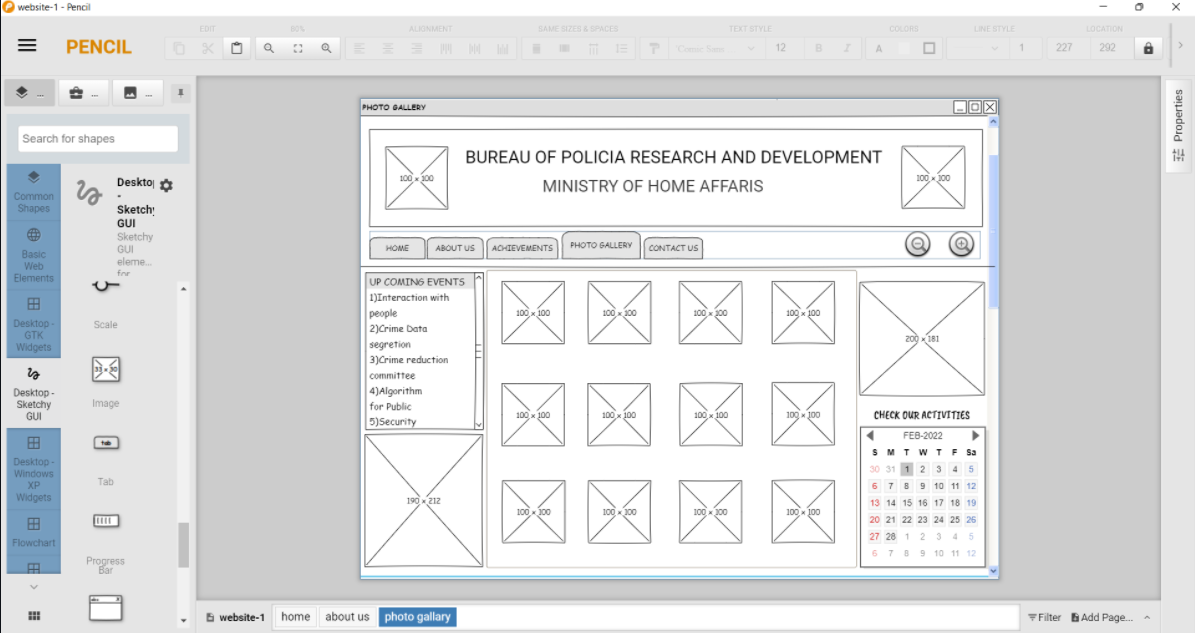 website-1 - Pencil
PENCIL
EDIT
80%
ALIGNMENT
SAME SIZES & SPACES
TEXT STYLE
COLORS
LINE STYLE
LOCATION
12
B
I
A
1
227
292
...
...
...
Search for shapes
Common
Shapes
Basic
Web
Elements
Desktop -
GTK
Widgets
Desktop -
Sketchy
GUI
Desktop -
Windows
XP
Widgets
Flowchart
Desktop
-
Sketchy
GUI
Sketchy
GUI
eleme...
for
Scale
33 x 30
Image
tab
Tab
Progress
Bar
PHOTO GALLERY
100 x 100
BUREAU OF POLICIA RESEARCH AND DEVELOPMENT
MINISTRY OF HOME AFFARIS
100 x 100
HOME
ABOUT US
ACHIEVEMENTS
PHOTO GALLERY
CONTACT US
UP COMING EVENTS
1)Interaction with
people
2)Crime Data
segretion
3)Crime reduction
committee
4)Algorithm
for Public
5)Security
190 x 212
100 x 100 100 x 100 100 x 100 100 x 100
100 x 100 100 x 100 100 x 100 100 x 100
100 x 100 100 x 100 100 x 100 100 x 100
200 x 181
CHECK OUR ACTIVITIES
FEB-2022
S M T W T F Sa
30 31 1 2 3 4 5
6 7 8 9 10 11 12
13 14 15 16 17 18 19
20 21 22 23 24 25 26
27 28 1 2 3 4 5
6 7 8 9 10 11 12
Properties
website-1
home
about us
photo gallary
Filter
Add Page...